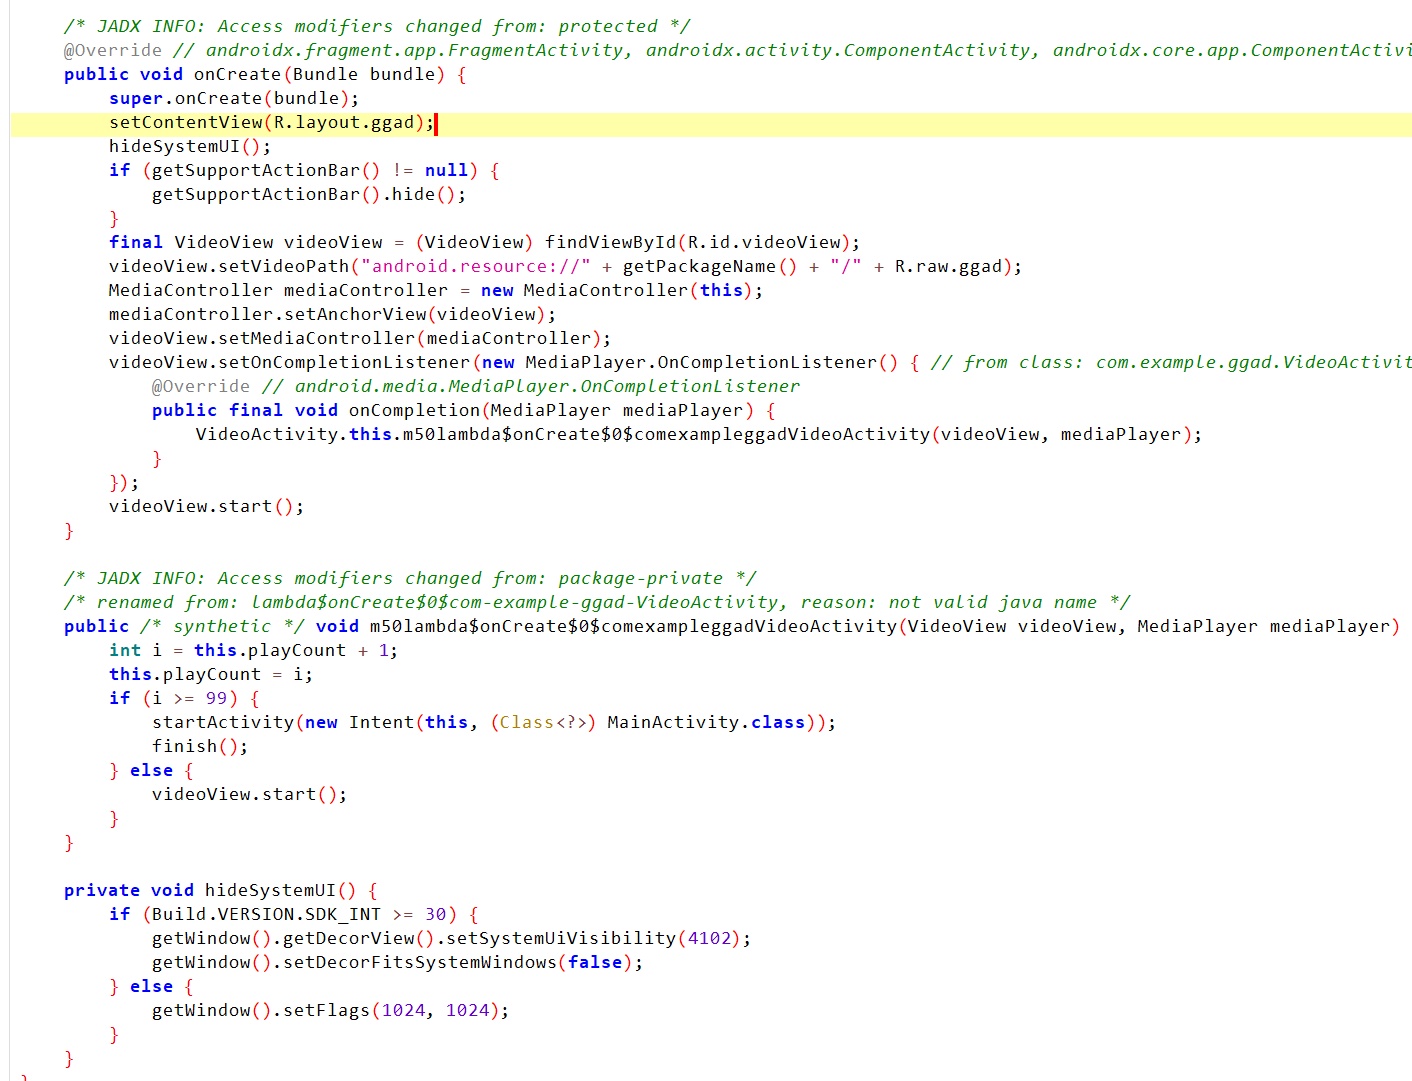 /* JADX INFO: Access modifiers changed from: protected */
@Override // androidx.fragment.app.FragmentActivity, androidx.activity.ComponentActivity, androidx.core.app.ComponentActivi
public void onCreate(Bundle bundle) {
super.onCreate(bundle);
setContentView(R.layout.ggad);
hideSystemUI();
if (getSupportActionBar() != null) {
getSupportActionBar().hide();
}
final VideoView videoView = (VideoView) findViewById(R.id.videoView);
videoView.setVideoPath("android.resource://" + getPackageName() + "/" + R.raw.ggad);
MediaController mediaController = new MediaController(this);
mediaController.setAnchorView(videoView);
videoView.setMediaController(mediaController);
videoView.setOnCompletionListener(new MediaPlayer.OnCompletionListener() { // from class: com.example.ggad.VideoActivit
@Override // android.media.MediaPlayer.OnCompletionListener
public final void onCompletion(MediaPlayer mediaPlayer) {
VideoActivity.this.m50lambda$onCreate$0$comexampleggadVideoActivity(videoView, mediaPlayer);
}
});
videoView.start();
}
/* JADX INFO: Access modifiers changed from: package-private */
/* renamed from: lambda$onCreate$0$com-example-ggad-VideoActivity, reason: not valid java name */
public /* synthetic */ void m50lambda$onCreate$0$comexampleggadVideoActivity(VideoView videoView, MediaPlayer mediaPlayer)
int i = this.playCount + 1;
this.playCount = i;
if (i >= 99) {
startActivity(new Intent(this, (Class<?>) MainActivity.class));
finish();
} else {
videoView.start();
}
}
private void hideSystemUI() {
if (Build.VERSION.SDK_INT >= 30) {
getWindow().getDecorView().setSystemUiVisibility(4102);
getWindow().setDecorFitsSystemWindows(false);
} else {
getWindow().setFlags(1024, 1024);
}
}
}